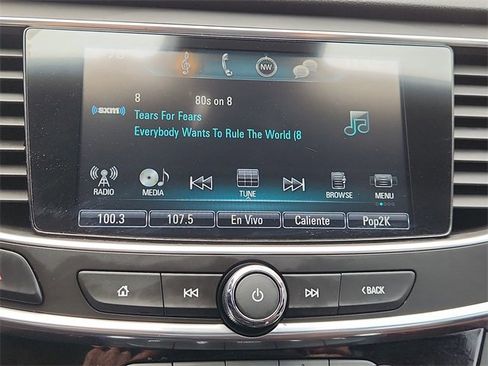 NW
8 80s on 8
((sxm))
Tears For Fears
Everybody Wants To Rule The World (8
RADIO MEDIA TUNE BROWSE MENU
100.3 107.5 En Vivo Caliente Pop2K
BACK